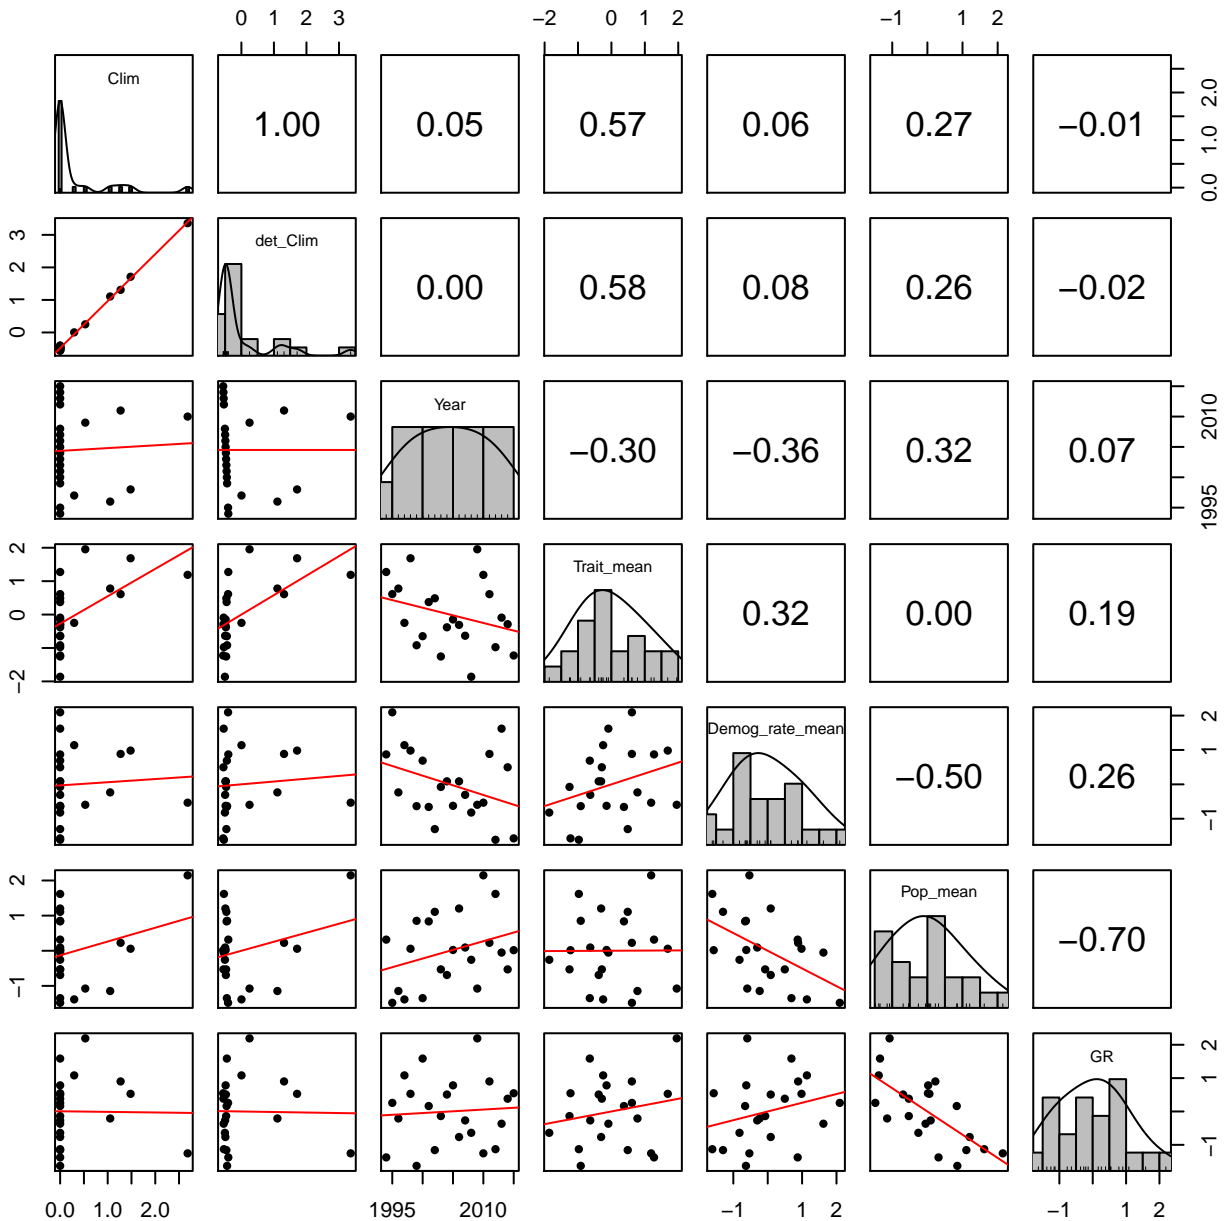 0 1 2 3 −2 −1 0 1 2 −1 0 1 2
Clim 1.00 0.05 0.57 0.06 0.27 −0.01 0.0 1.0 2.0
0 1 2 3 det_Clim 0.00 0.58 0.08 0.26 −0.02
Year −0.30 −0.36 0.32 0.07 1995 2010
−2 0 1 2 Trait_mean 0.32 0.00 0.19
Demog_rate_mean −0.50 0.26 −1 1 2
−1 1 2 Pop_mean −0.70
GR −1 1 2
0.0 1.0 2.0 1995 2010 −1 1 2 −1 1 2